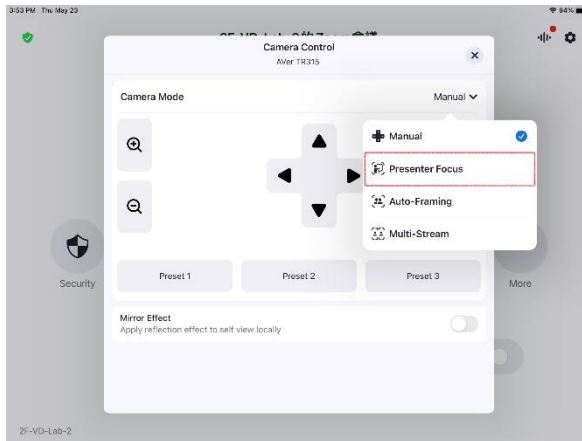 3:53 PM Thu May 23
94%
Camera Control
AVer TR315
Camera Mode
Manual
Manual
Presenter Focus
Auto-Framing
Multi-Stream
Preset 1
Preset 2
Preset 3
Security
More
Mirror Effect
Apply reflection effect to self view locally
2F-VD-Lab-2